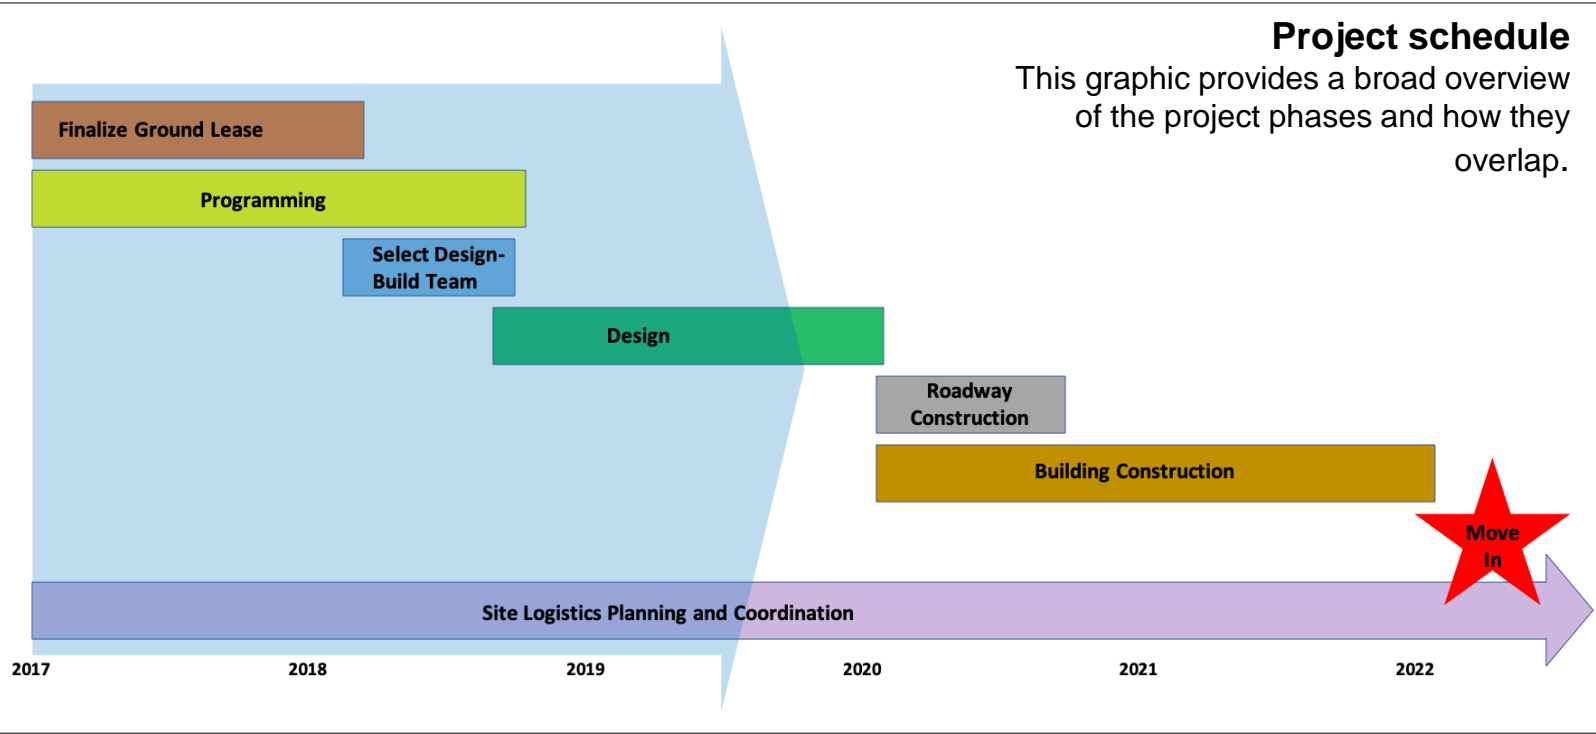 Project schedule
This graphic provides a broad overview
of the project phases and how they
overlap.
Finalize Ground Lease
Programming
Select Design-
Build Team
Design
Roadway
Construction
Building Construction
Move
In
Site Logistics Planning and Coordination
2017 2018 2019 2020 2021 2022